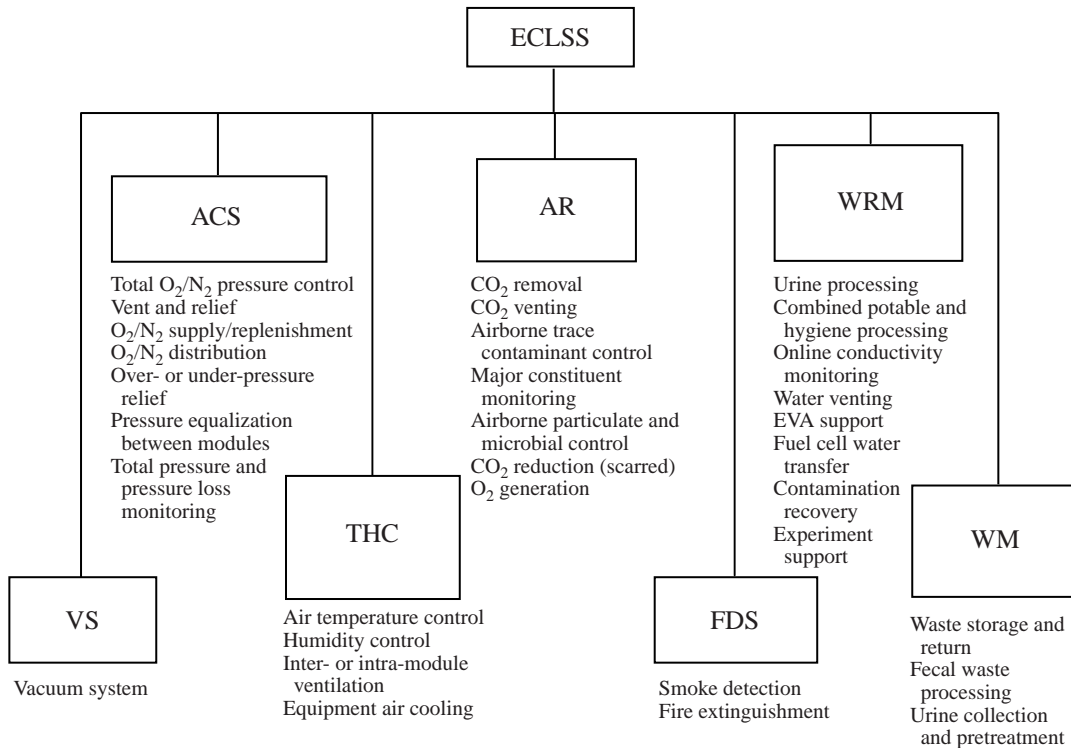 ECLSS
ACS
Total O₂/N₂ pressure control
Vent and relief
O₂/N₂ supply/replenishment
O₂/N₂ distribution
Over- or under-pressure
relief
Pressure equalization
between modules
Total pressure and
pressure loss
monitoring
AR
CO₂ removal
CO₂ venting
Airborne trace
contaminant control
Major constituent
monitoring
Airborne particulate and
microbial control
CO₂ reduction (scarred)
O₂ generation
WRM
Urine processing
Combined potable and
hygiene processing
Online conductivity
monitoring
Water venting
EVA support
Fuel cell water
transfer
Contamination
recovery
Experiment
support
VS
Vacuum system
THC
Air temperature control
Humidity control
Inter- or intra-module
ventilation
Equipment air cooling
FDS
Smoke detection
Fire extinguishment
WM
Waste storage and
return
Fecal waste
processing
Urine collection
and pretreatment